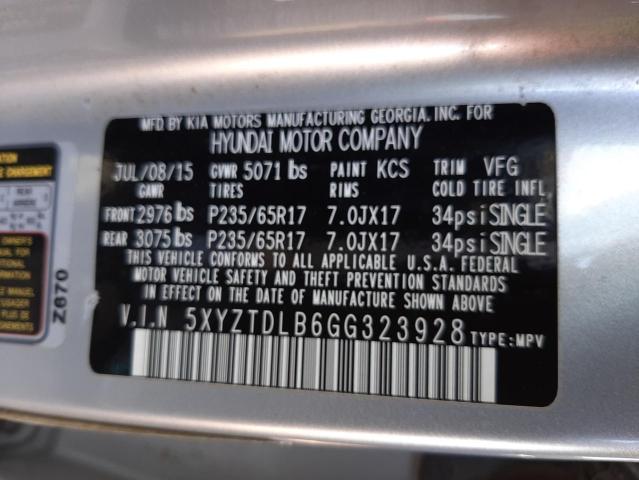 MFD. BY KIA MOTORS MANUFACTURING GEORGIA, INC. FOR
HYUNDAI MOTOR COMPANY
JUL/08/15 GVWR 5071 lbs PAINT KCS TRIM VFG
GAWR TIRES RIMS COLD TIRE INFL.
FRONT 2976 lbs P235/65R17 7.0JX17 34psi SINGLE
REAR 3075 lbs P235/65R17 7.0JX17 34psi SINGLE
THIS VEHICLE CONFORMS TO ALL APPLICABLE U.S.A. FEDERAL
MOTOR VEHICLE SAFETY AND THEFT PREVENTION STANDARDS
IN EFFECT ON THE DATE OF MANUFACTURE SHOWN ABOVE.
V.I.N 5XYZTDLB6GG323928 TYPE: MPV
Z670